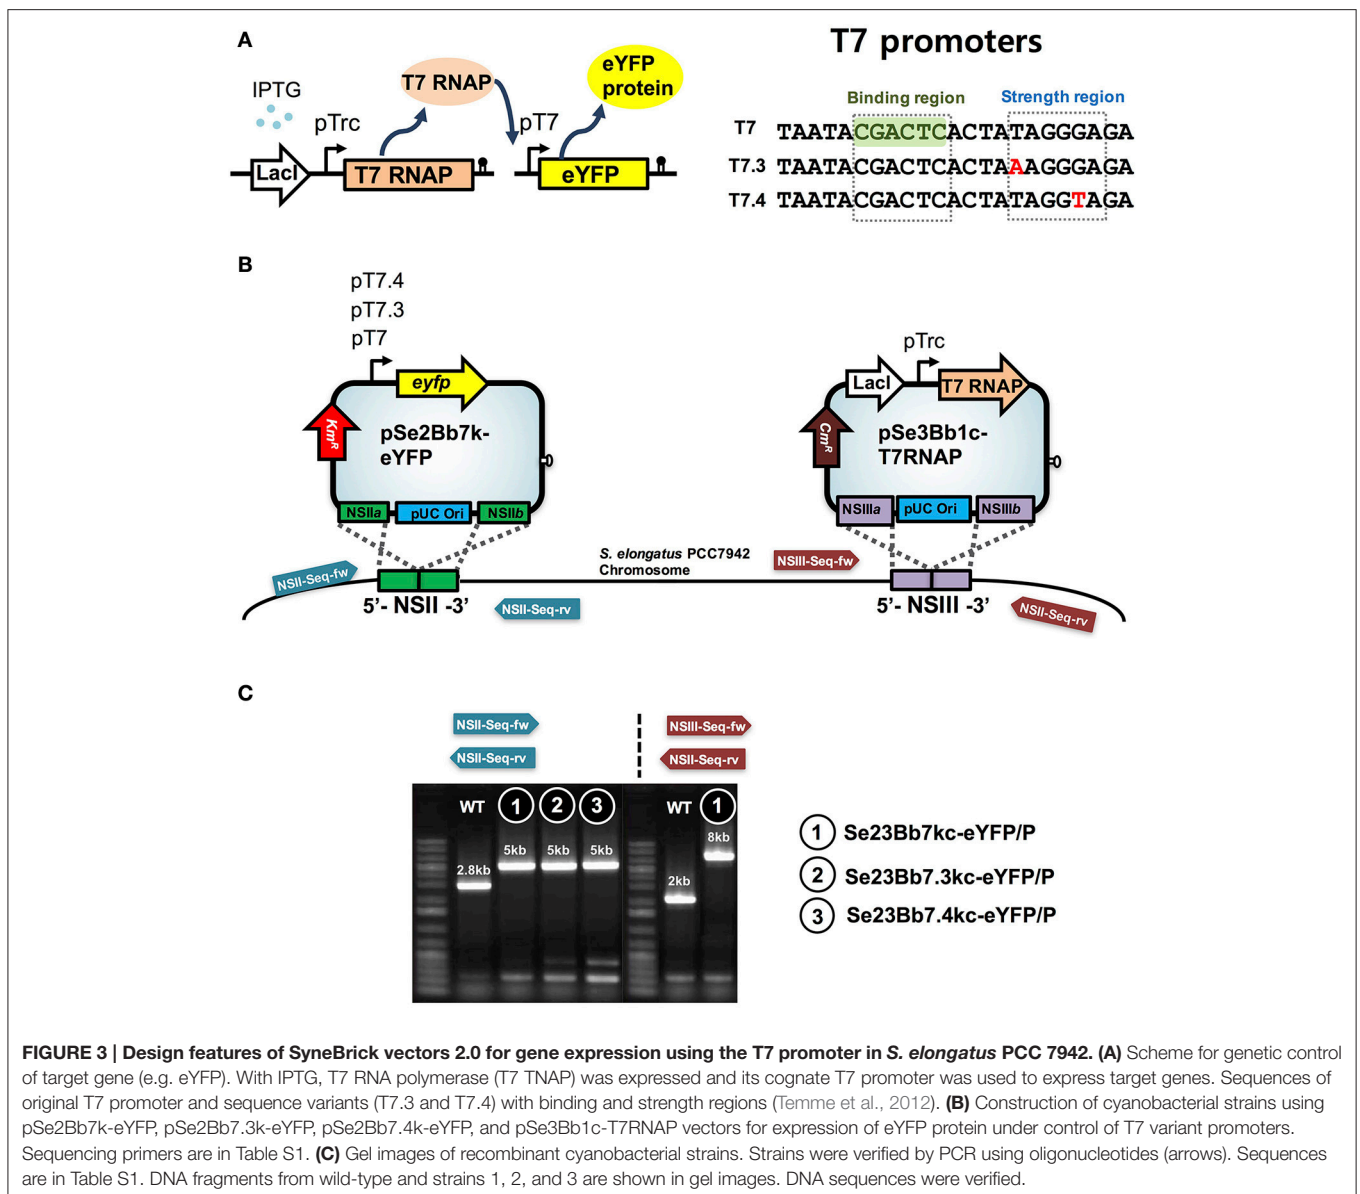 A
T7 promoters
IPTG
T7 RNAP
eYFP
protein
pTrc
pT7
LacI
T7 RNAP
eYFP
Binding region
Strength region
T7 TAATACGACTCACTATAGGGAGA
T7.3 TAATACGACTCACTAAAGGGAGA
T7.4 TAATACGACTCACTATAGGTAGA
B
pT7.4
pT7.3
pT7
eyfp
KmR
pSe2Bb7k-
eYFP
NSIIa
pUC Ori
NSIIb
pTrc
LacI
T7 RNAP
CmR
pSe3Bb1c-
T7RNAP
NSIIIa
pUC Ori
NSIIIb
S. elongatus PCC7942
Chromosome
NSII-Seq-fw
5'- NSII -3'
NSII-Seq-rv
NSIII-Seq-fw
5'- NSIII -3'
NSII-Seq-rv
C
NSII-Seq-fw
NSII-Seq-rv
NSIII-Seq-fw
NSII-Seq-rv
WT 1 2 3 WT 1
2.8kb 5kb 5kb 5kb 2kb 8kb
1 Se23Bb7kc-eYFP/P
2 Se23Bb7.3kc-eYFP/P
3 Se23Bb7.4kc-eYFP/P
FIGURE 3 | Design features of SyneBrick vectors 2.0 for gene expression using the T7 promoter in S. elongatus PCC 7942. (A) Scheme for genetic control
of target gene (e.g. eYFP). With IPTG, T7 RNA polymerase (T7 TNAP) was expressed and its cognate T7 promoter was used to express target genes. Sequences of
original T7 promoter and sequence variants (T7.3 and T7.4) with binding and strength regions (Temme et al., 2012). (B) Construction of cyanobacterial strains using
pSe2Bb7k-eYFP, pSe2Bb7.3k-eYFP, pSe2Bb7.4k-eYFP, and pSe3Bb1c-T7RNAP vectors for expression of eYFP protein under control of T7 variant promoters.
Sequencing primers are in Table S1. (C) Gel images of recombinant cyanobacterial strains. Strains were verified by PCR using oligonucleotides (arrows). Sequences
are in Table S1. DNA fragments from wild-type and strains 1, 2, and 3 are shown in gel images. DNA sequences were verified.